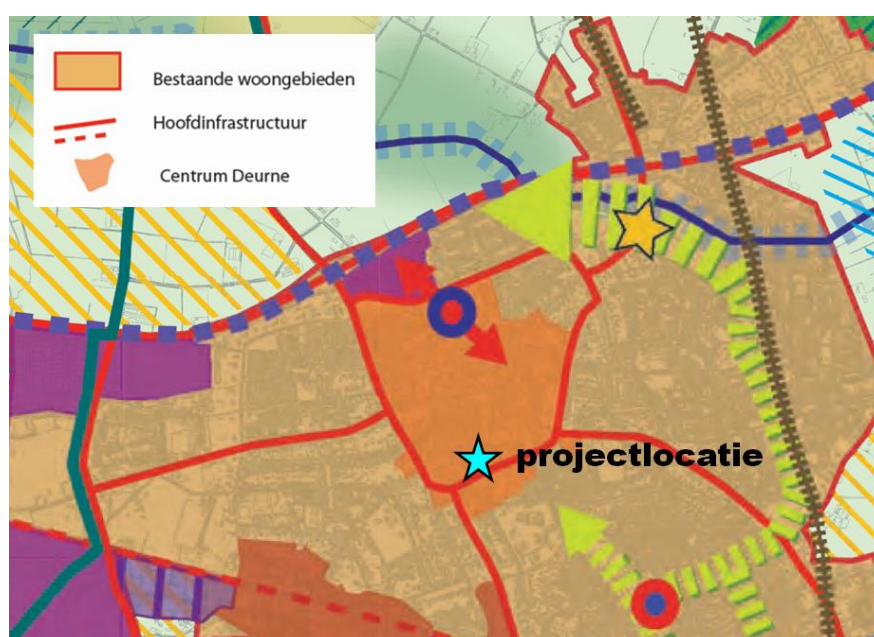 Bestaande woongebieden
Hoofdinfrastructuur
Centrum Deurne
projectlocatie